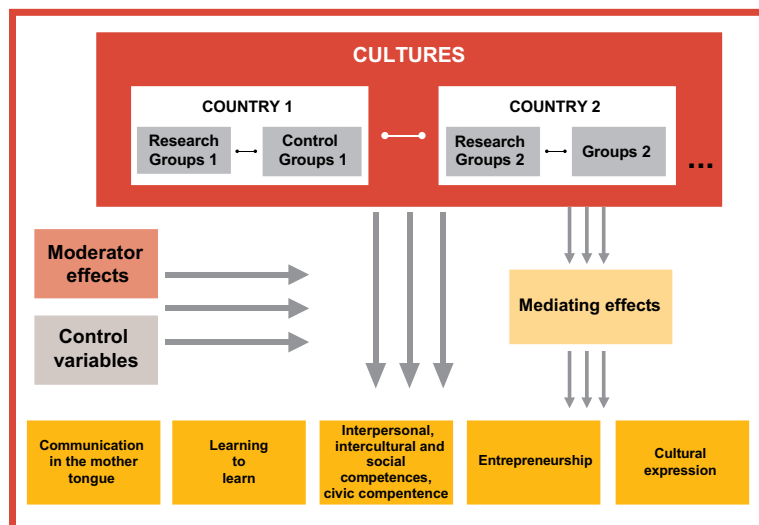 CULTURES
COUNTRY 1
Research
Groups 1
Control
Groups 1
COUNTRY 2
Research
Groups 2
Groups 2
...
Moderator
effects
Control
variables
Mediating effects
Communication
in the mother
tongue
Learning
to
learn
Interpersonal,
intercultural and
social
competences,
civic compentence
Entrepreneurship
Cultural
expression